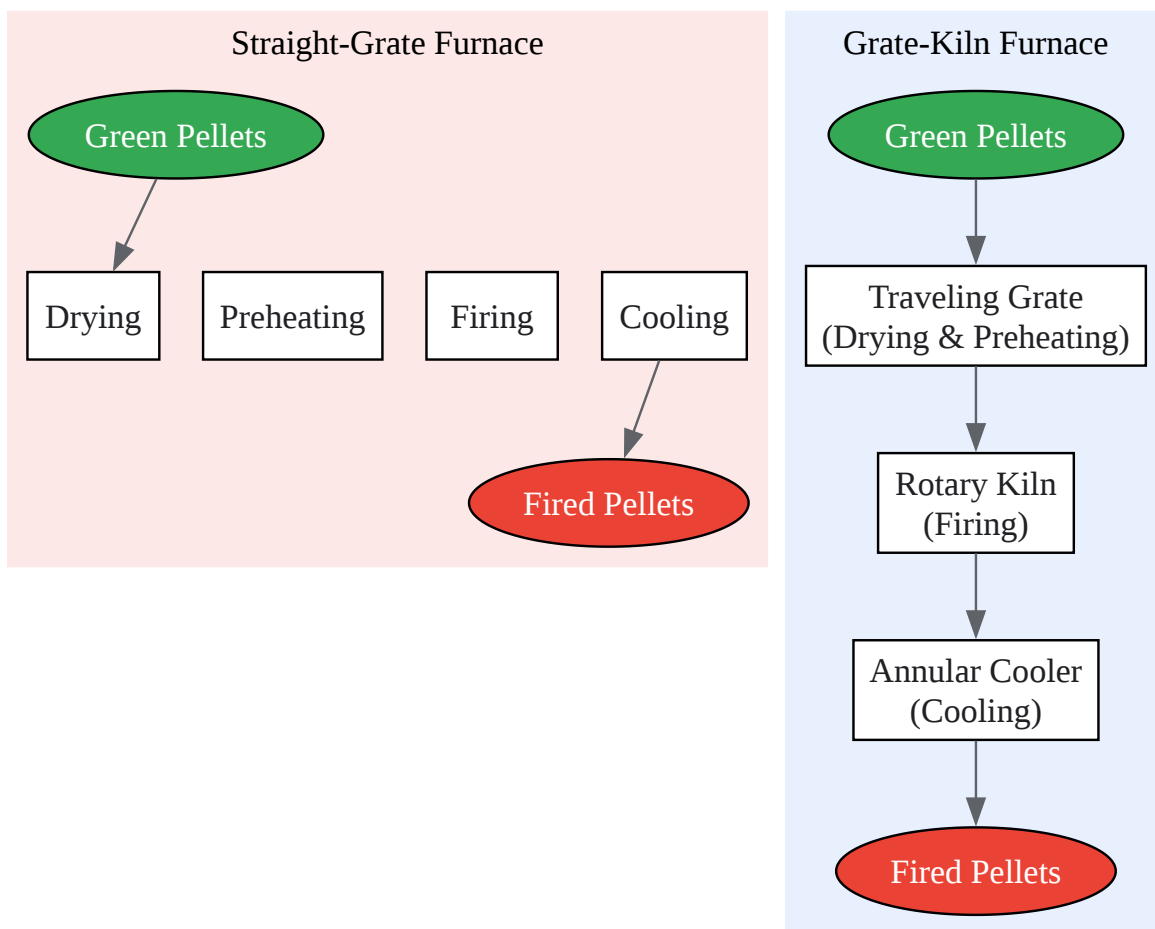 Straight-Grate Furnace
Green Pellets
Drying
Preheating
Firing
Cooling
Fired Pellets
Grate-Kiln Furnace
Green Pellets
Traveling Grate
(Drying & Preheating)
Rotary Kiln
(Firing)
Annular Cooler
(Cooling)
Fired Pellets